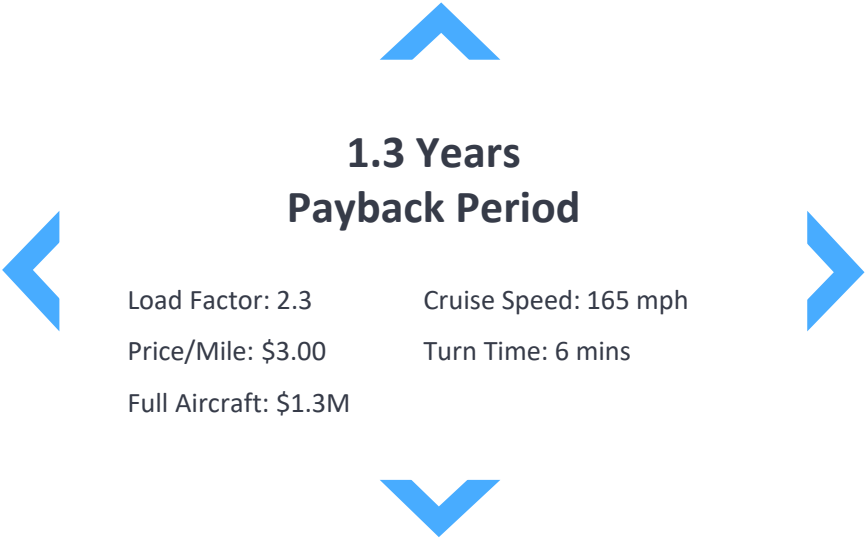 1.3 Years
Payback Period
Load Factor: 2.3
Cruise Speed: 165 mph
Price/Mile: $3.00
Turn Time: 6 mins
Full Aircraft: $1.3M